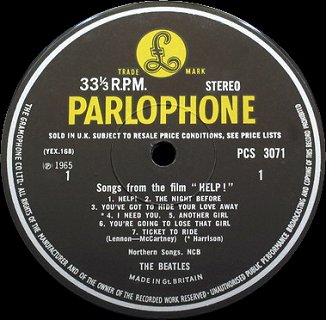 TRADE MARK
33⅓ R.P.M. STEREO
PARLOPHONE
SOLD IN U.K. SUBJECT TO RESALE PRICE CONDITIONS, SEE PRICE LISTS
(YEX.168) PCS 3071
℗ 1965
1 1
Songs from the film "HELP!"
1. HELP! 2. THE NIGHT BEFORE
3. YOU'VE GOT TO HIDE YOUR LOVE AWAY
* 4. I NEED YOU. 5. ANOTHER GIRL
6. YOU'RE GOING TO LOSE THAT GIRL
7. TICKET TO RIDE
(Lennon—McCartney) (* Harrison)
Northern Songs. NCB
THE BEATLES
MADE IN GT. BRITAIN
THE GRAMOPHONE CO. LTD. ALL RIGHTS OF THE MANUFACTURER AND OF THE OWNER OF THE RECORDED WORK RESERVED · UNAUTHORISED PUBLIC PERFORMANCE BROADCASTING AND COPYING OF THIS RECORD PROHIBITED